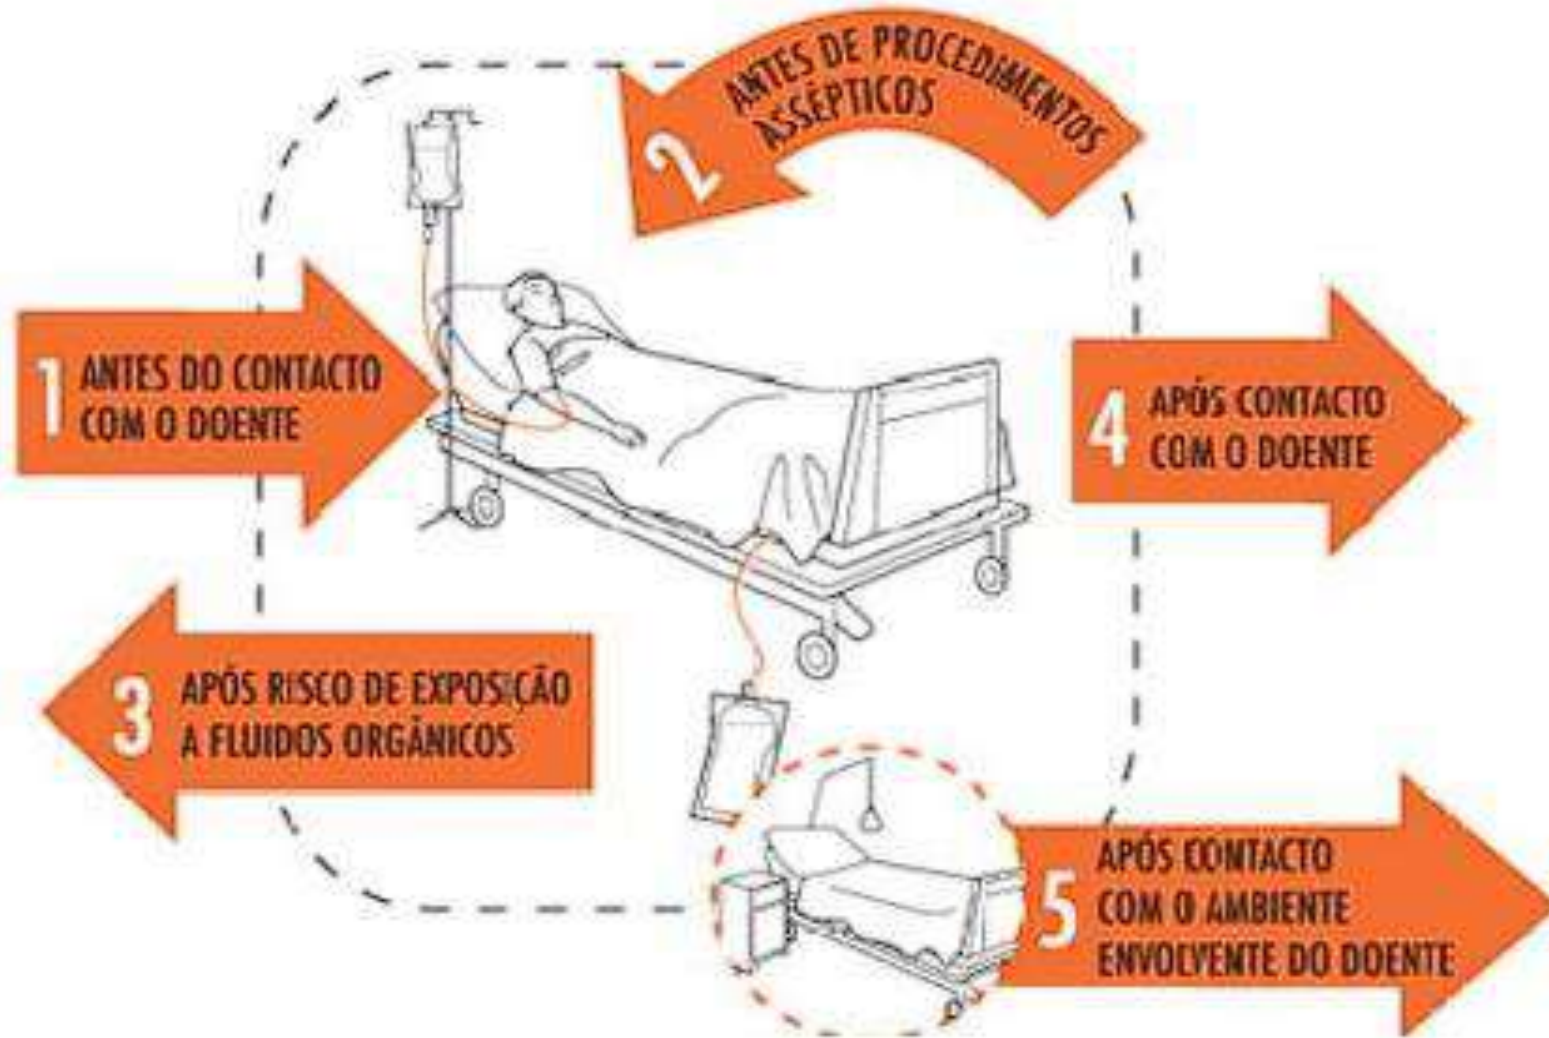 1
ANTES DO CONTACTO
COM O DOENTE
2
ANTES DE PROCEDIMENTOS
ASSÉPTICOS
3
APÓS RISCO DE EXPOSIÇÃO
A FLUIDOS ORGÂNICOS
4
APÓS CONTACTO
COM O DOENTE
5
APÓS CONTACTO
COM O AMBIENTE
ENVOLVENTE DO DOENTE